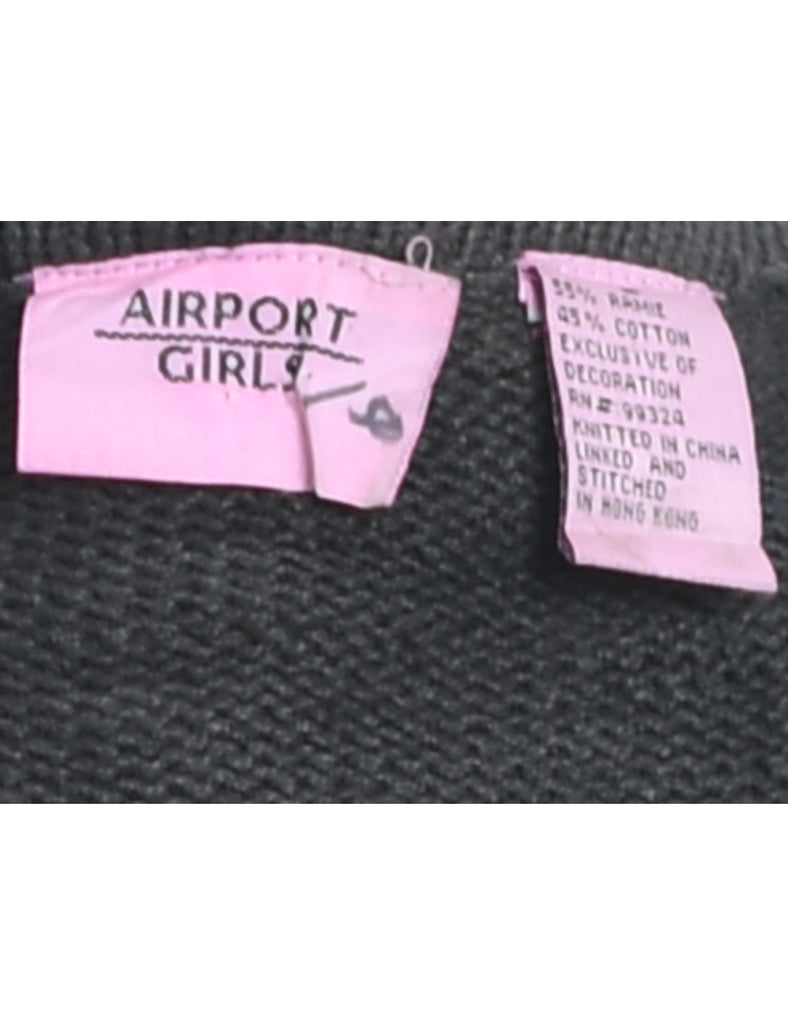 AIRPORT
GIRLS
55% RAMIE
45% COTTON
EXCLUSIVE OF
DECORATION
RN# 99324
KNITTED IN CHINA
LINKED AND
STITCHED
IN HONG KONG